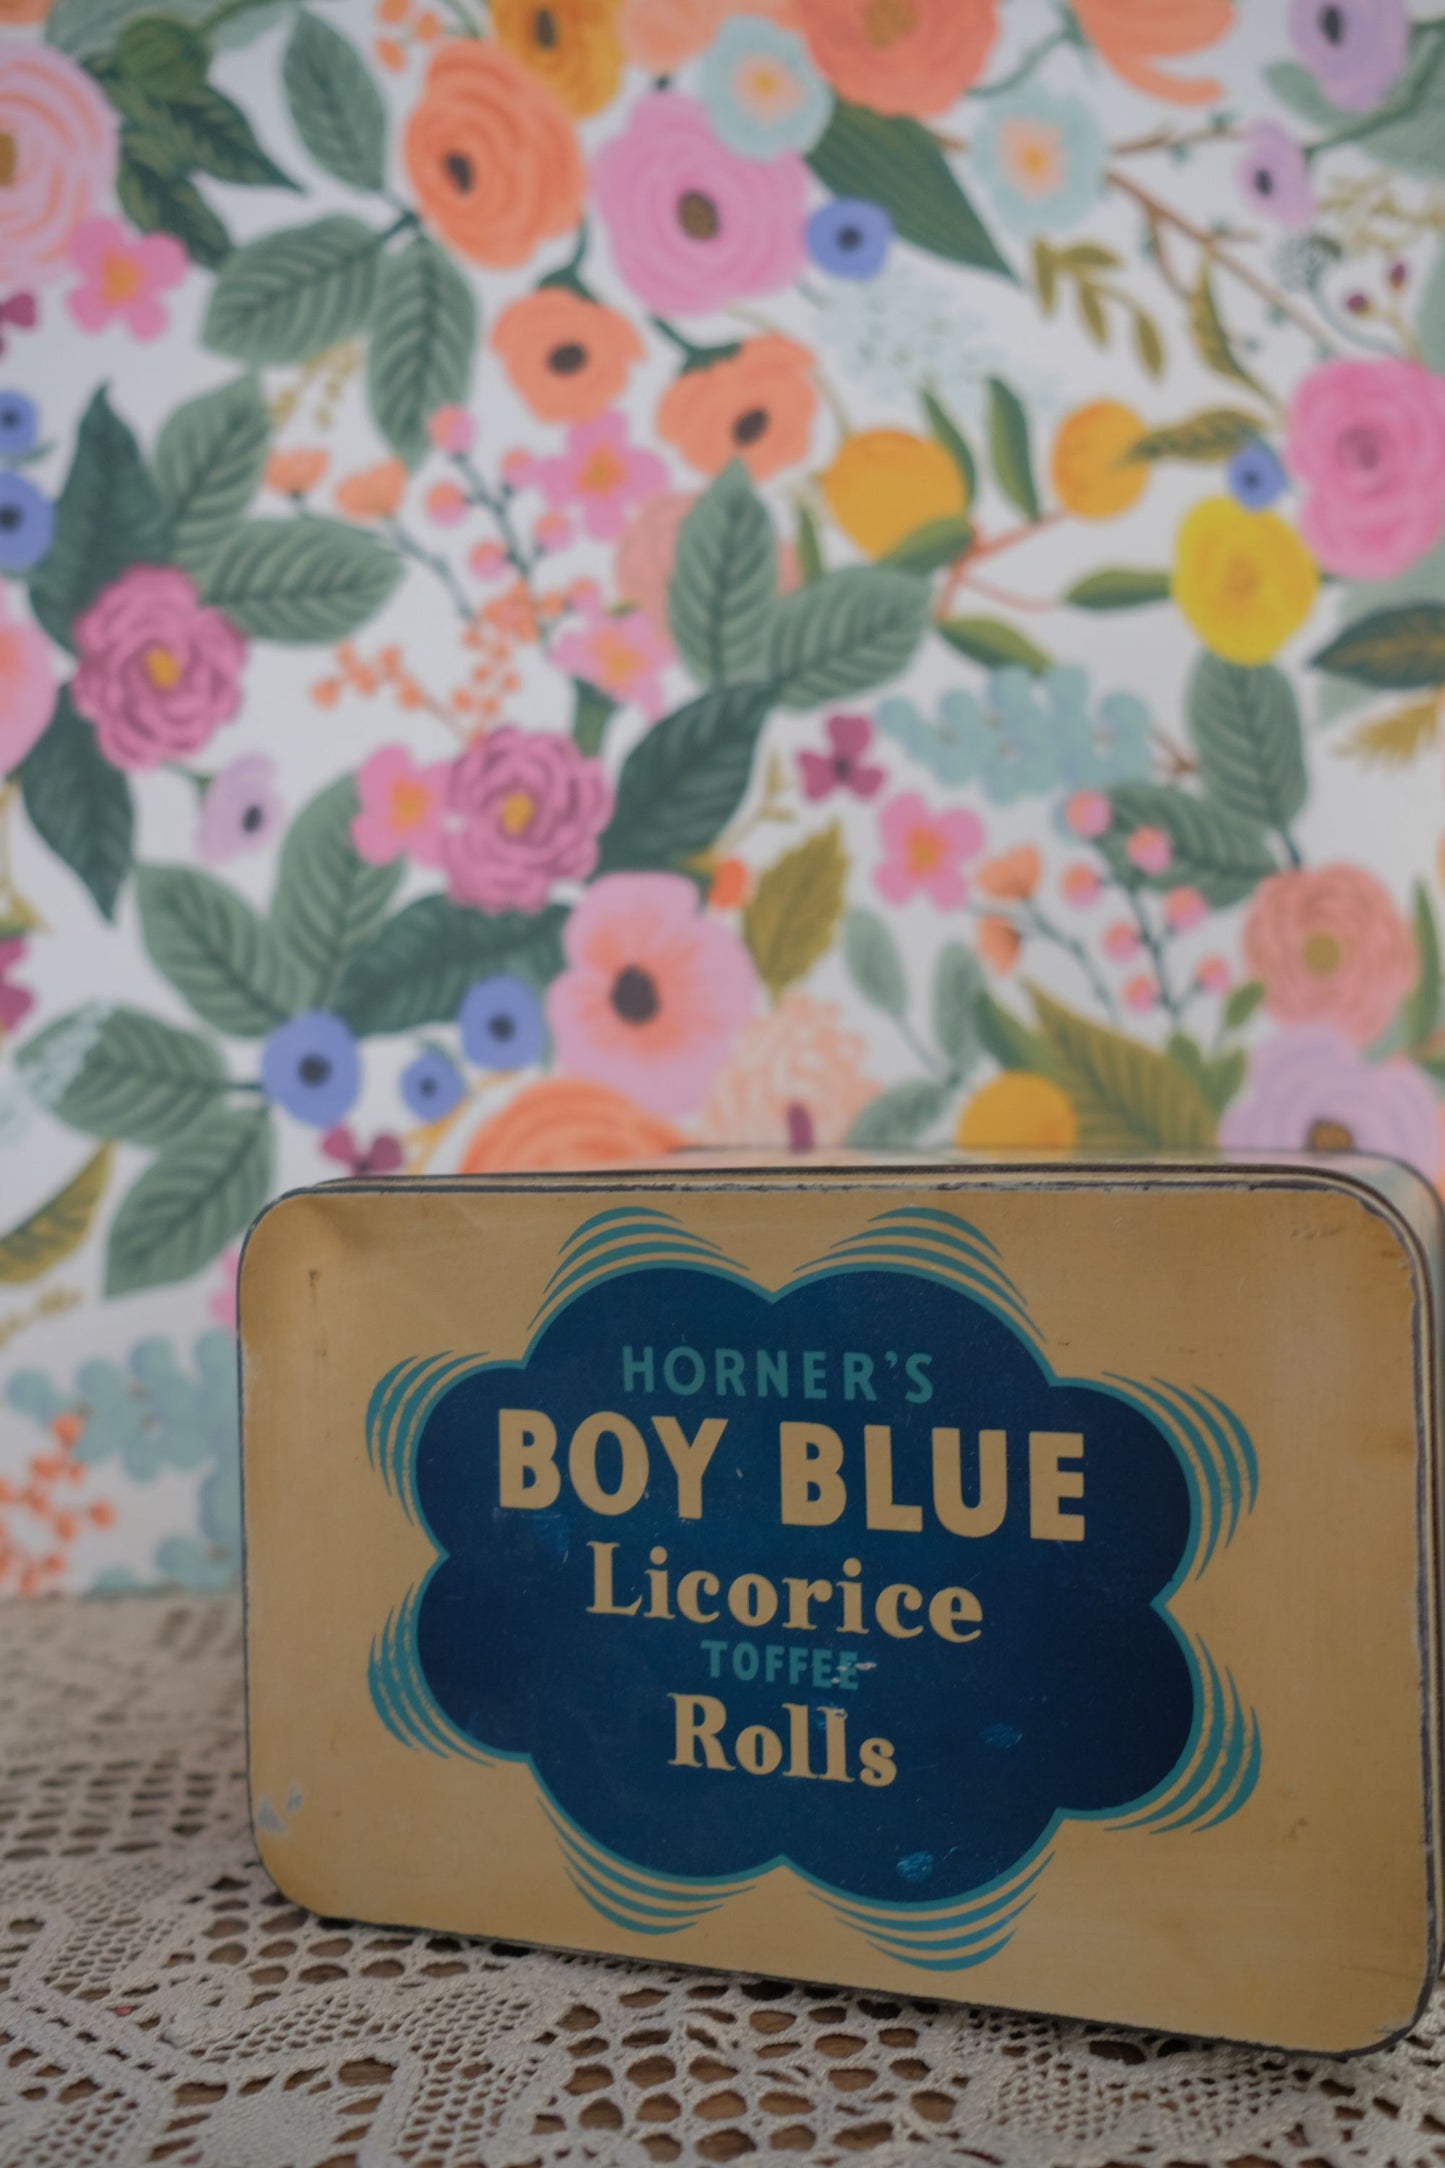 HORNER'S
BOY BLUE
Licorice
TOFFEE
Rolls